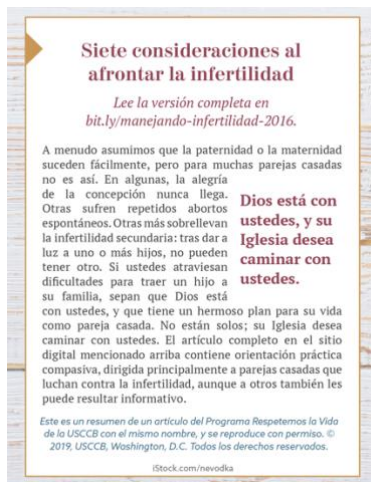 Siete consideraciones al
afrontar la infertilidad
Lee la versión completa en
bit.ly/manejando-infertilidad-2016.
A menudo asumimos que la paternidad o la maternidad
suceden fácilmente, pero para muchas parejas casadas
no es así. En algunas, la alegría
de la concepción nunca llega.
Otras sufren repetidos abortos
espontáneos. Otras más sobrellevan
la infertilidad secundaria: tras dar a
luz a uno o más hijos, no pueden
tener otro. Si ustedes atraviesan
dificultades para traer un hijo a
su familia, sepan que Dios está
con ustedes, y que tiene un hermoso plan para su vida
como pareja casada. No están solos; su Iglesia desea
caminar con ustedes. El artículo completo en el sitio
digital mencionado arriba contiene orientación práctica
compasiva, dirigida principalmente a parejas casadas que
luchan contra la infertilidad, aunque a otros también les
puede resultar informativo.
Dios está con
ustedes, y su
Iglesia desea
caminar con
ustedes.
Este es un resumen de un artículo del Programa Respetemos la Vida
de la USCCB con el mismo nombre, y se reproduce con permiso. ©
2019, USCCB, Washington, D.C. Todos los derechos reservados.
iStock.com/nevodka